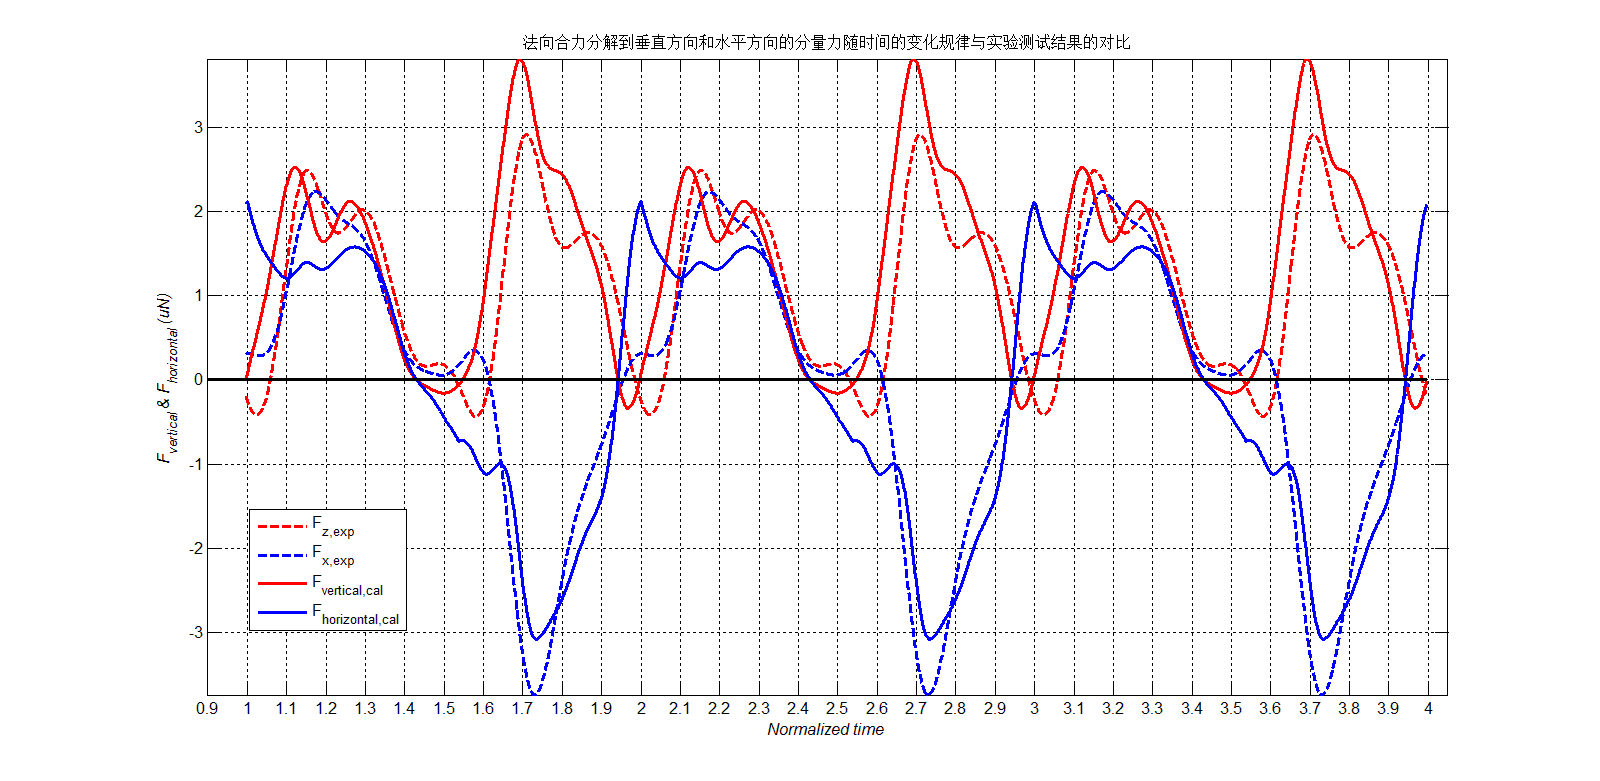 法向合力分解到垂直方向和水平方向的分量力随时间的变化规律与实验测试结果的对比
F_vertical & F_horizontal (uN)
3
2
1
0
-1
-2
-3
F_z,exp
F_x,exp
F_vertical,cal
F_horizontal,cal
0.9 1 1.1 1.2 1.3 1.4 1.5 1.6 1.7 1.8 1.9 2 2.1 2.2 2.3 2.4 2.5 2.6 2.7 2.8 2.9 3 3.1 3.2 3.3 3.4 3.5 3.6 3.7 3.8 3.9 4
Normalized time